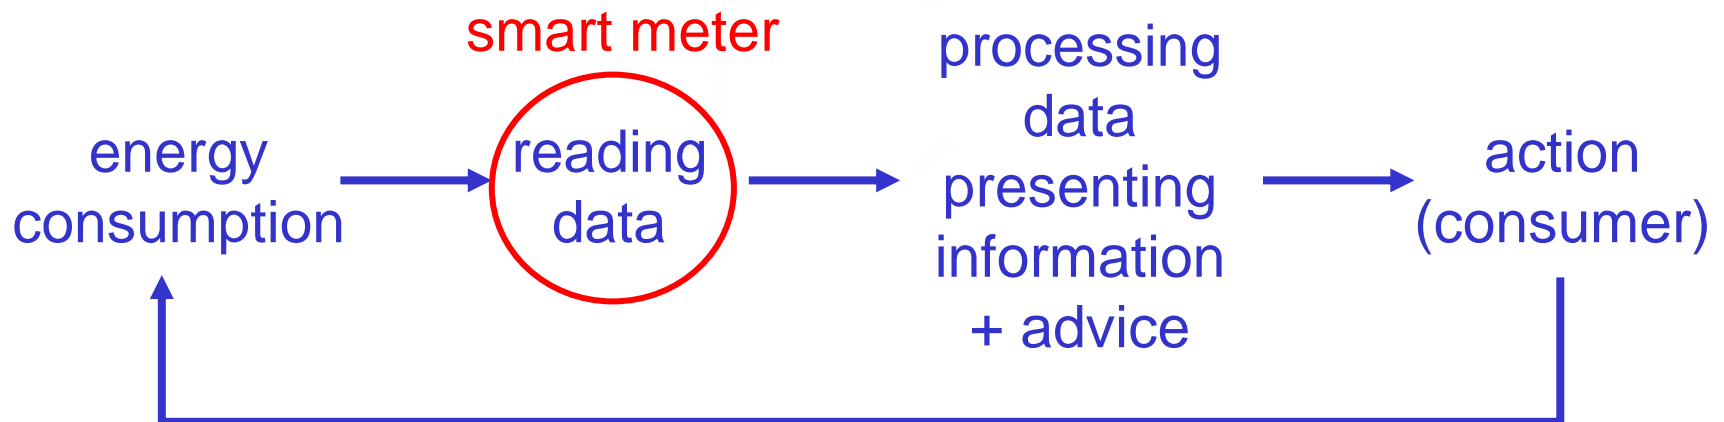 smart meter
energy
consumption
reading
data
processing
data
presenting
information
+ advice
action
(consumer)